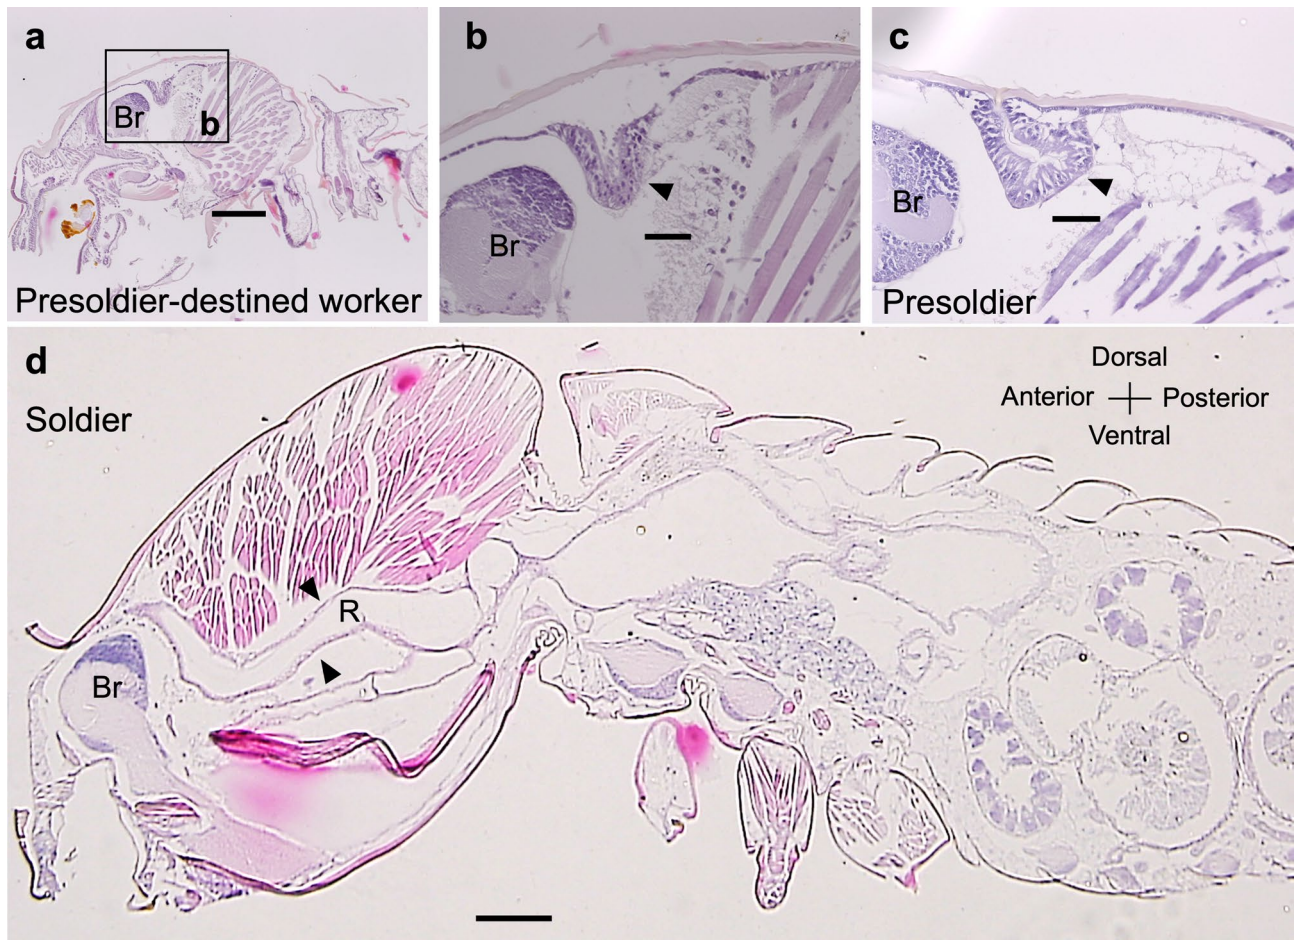 a
Br
b
Presoldier-destined worker
b
Br
c
Br
Presoldier
d
Soldier
Dorsal
Anterior Posterior
Ventral
R
Br